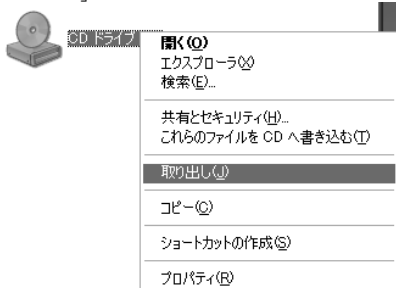 CD ドライブ
開く(O)
エクスプローラ(X)
検索(E)...
共有とセキュリティ(H)...
これらのファイルを CD へ書き込む(T)
取り出し(J)
コピー(C)
ショートカットの作成(S)
プロパティ(R)